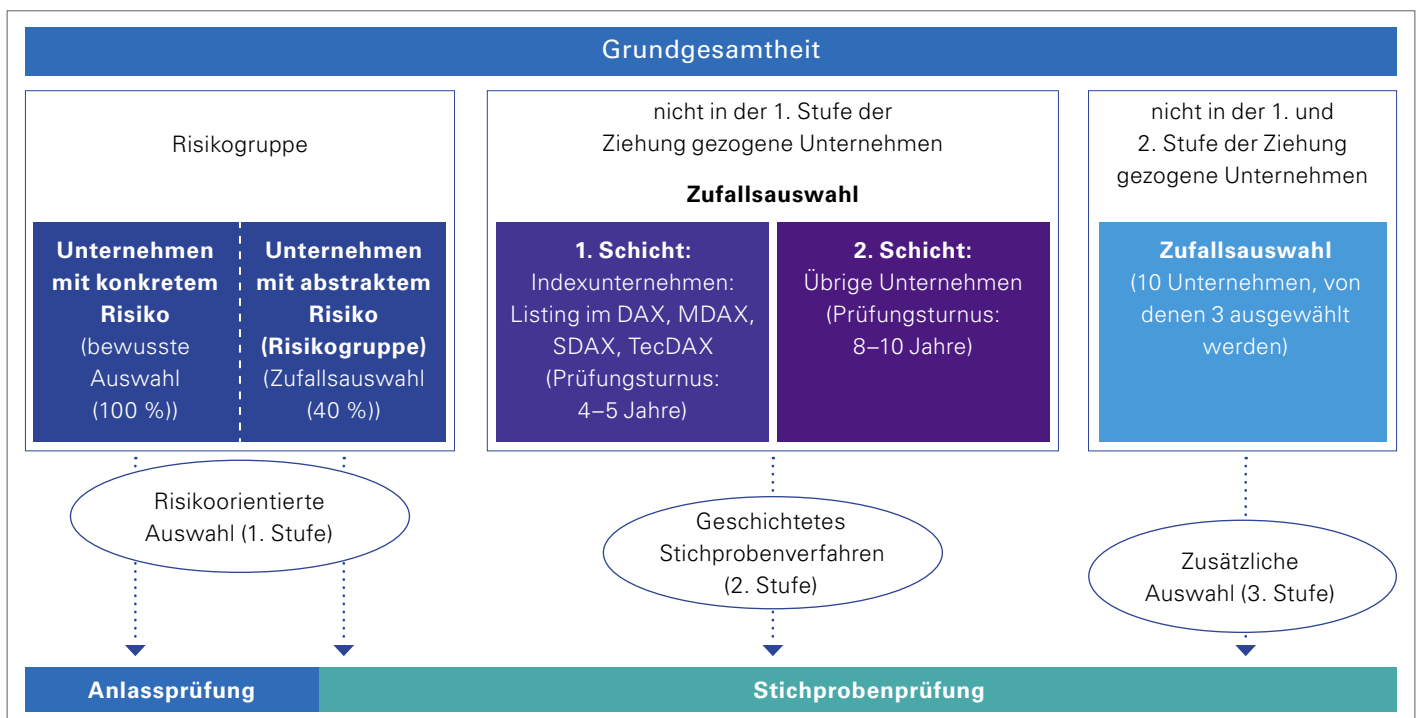 Grundgesamtheit
Risikogruppe
Unternehmen
mit konkretem
Risiko
(bewusste
Auswahl
(100 %))
Unternehmen
mit abstraktem
Risiko
(Risikogruppe)
(Zufallsauswahl
(40 %))
Risikoorientierte
Auswahl (1. Stufe)
nicht in der 1. Stufe der
Ziehung gezogene Unternehmen
Zufallsauswahl
1. Schicht:
Indexunternehmen:
Listing im DAX, MDAX,
SDAX, TecDAX
(Prüfungsturnus:
4–5 Jahre)
2. Schicht:
Übrige Unternehmen
(Prüfungsturnus:
8–10 Jahre)
Geschichtetes
Stichprobenverfahren
(2. Stufe)
nicht in der 1. und
2. Stufe der Ziehung
gezogene Unternehmen
Zufallsauswahl
(10 Unternehmen, von
denen 3 ausgewählt
werden)
Zusätzliche
Auswahl (3. Stufe)
Anlassprüfung
Stichprobenprüfung